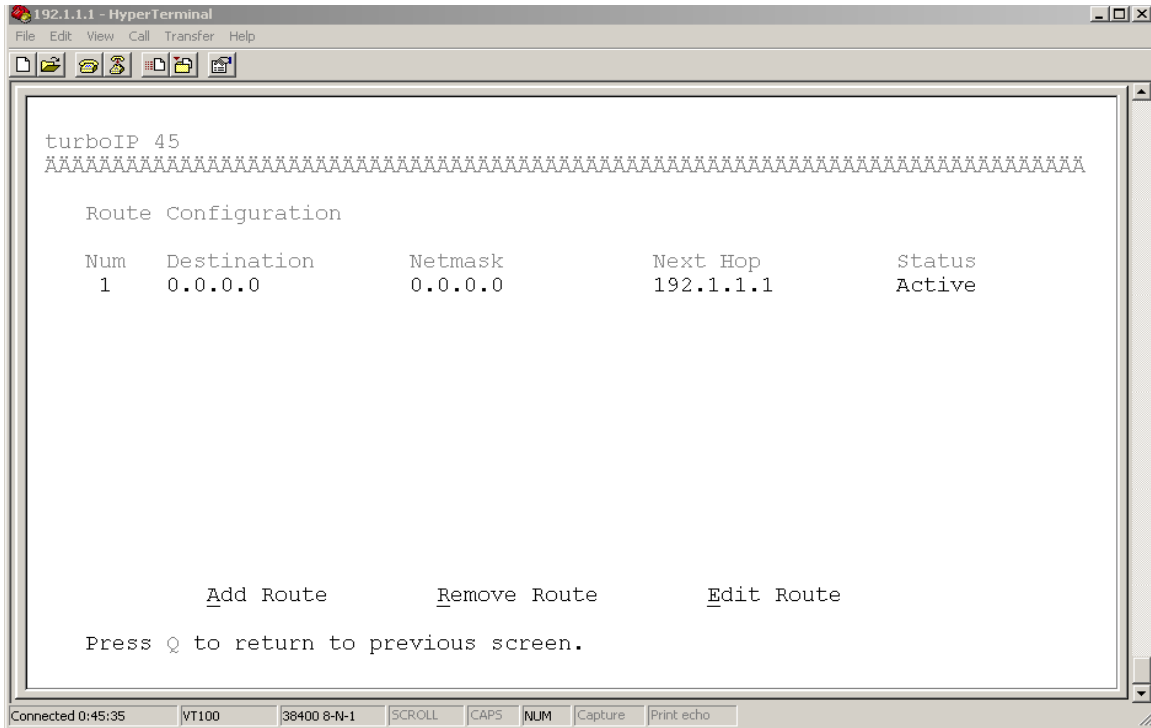 192.1.1.1 - HyperTerminal
File Edit View Call Transfer Help
turboIP 45
ÄÄÄÄÄÄÄÄÄÄÄÄÄÄÄÄÄÄÄÄÄÄÄÄÄÄÄÄÄÄÄÄÄÄÄÄÄÄÄÄÄÄÄÄÄÄÄÄÄÄÄÄÄÄÄÄÄÄÄÄÄÄÄÄÄÄÄÄÄÄÄÄÄÄÄÄÄ
Route Configuration
Num Destination Netmask Next Hop Status
1 0.0.0.0 0.0.0.0 192.1.1.1 Active
Add Route Remove Route Edit Route
Press Q to return to previous screen.
Connected 0:45:35 VT100 38400 8-N-1 SCROLL CAPS NUM Capture Print echo